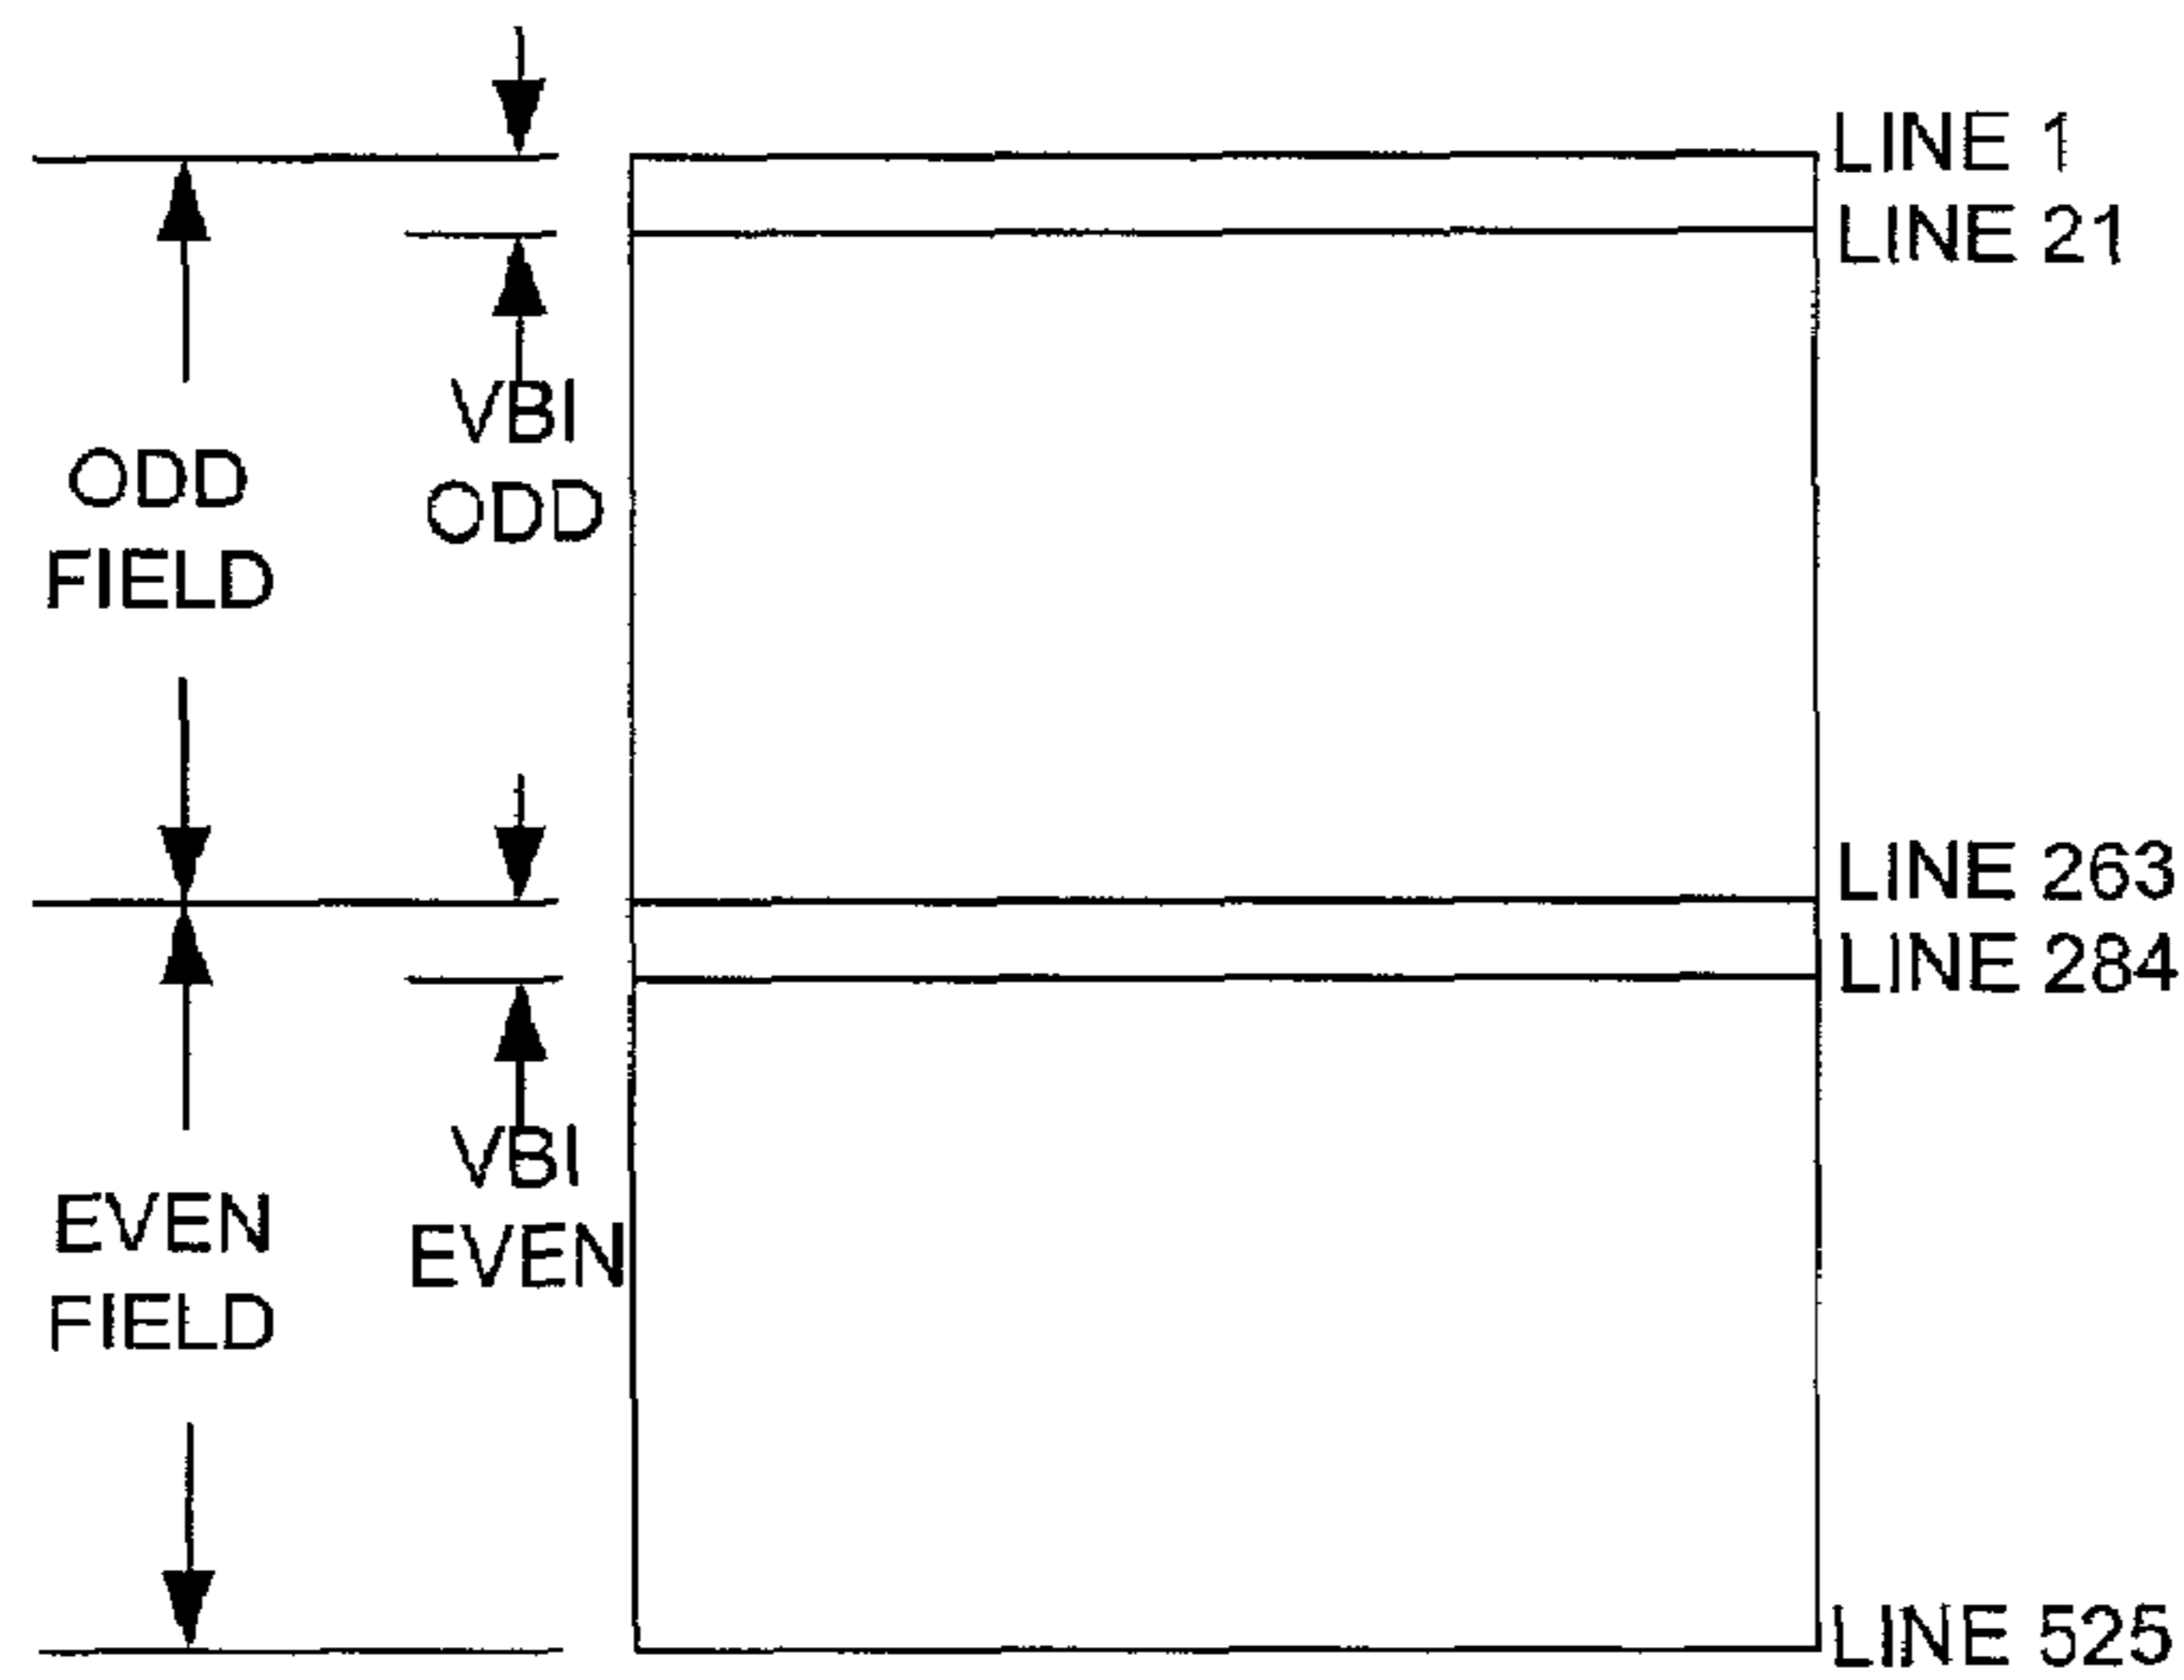 LINE 1
LINE 21
VBI
ODD
ODD
FIELD
LINE 263
LINE 284
VBI
EVEN
EVEN
FIELD
LINE 525